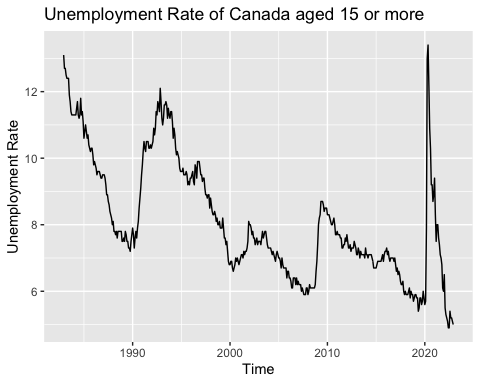 Unemployment Rate of Canada aged 15 or more
Unemployment Rate
12
10
8
6
1990 2000 2010 2020
Time